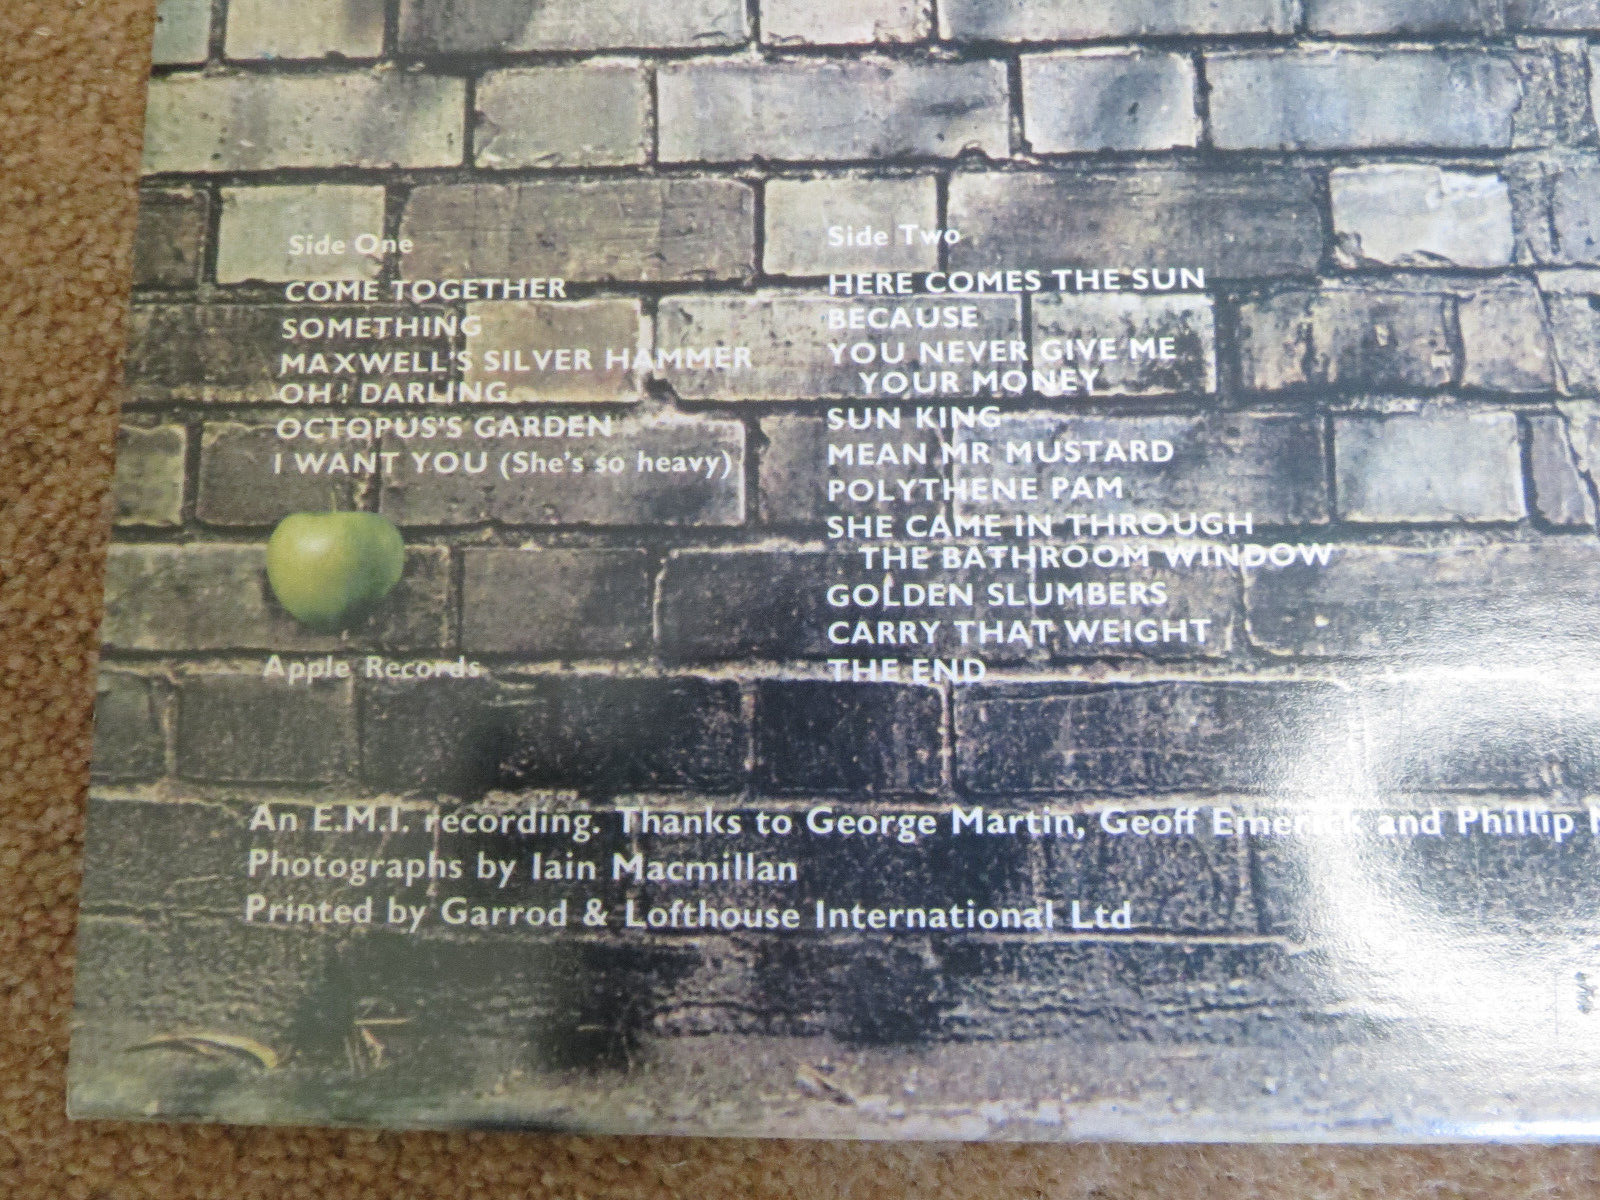 Side One
COME TOGETHER
SOMETHING
MAXWELL'S SILVER HAMMER
OH! DARLING
OCTOPUS'S GARDEN
I WANT YOU (She's so heavy)
Apple Records
Side Two
HERE COMES THE SUN
BECAUSE
YOU NEVER GIVE ME
YOUR MONEY
SUN KING
MEAN MR MUSTARD
POLYTHENE PAM
SHE CAME IN THROUGH
THE BATHROOM WINDOW
GOLDEN SLUMBERS
CARRY THAT WEIGHT
THE END
An E.M.I. recording. Thanks to George Martin, Geoff Emerick and Phillip
Photographs by Iain Macmillan
Printed by Garrod & Lofthouse International Ltd